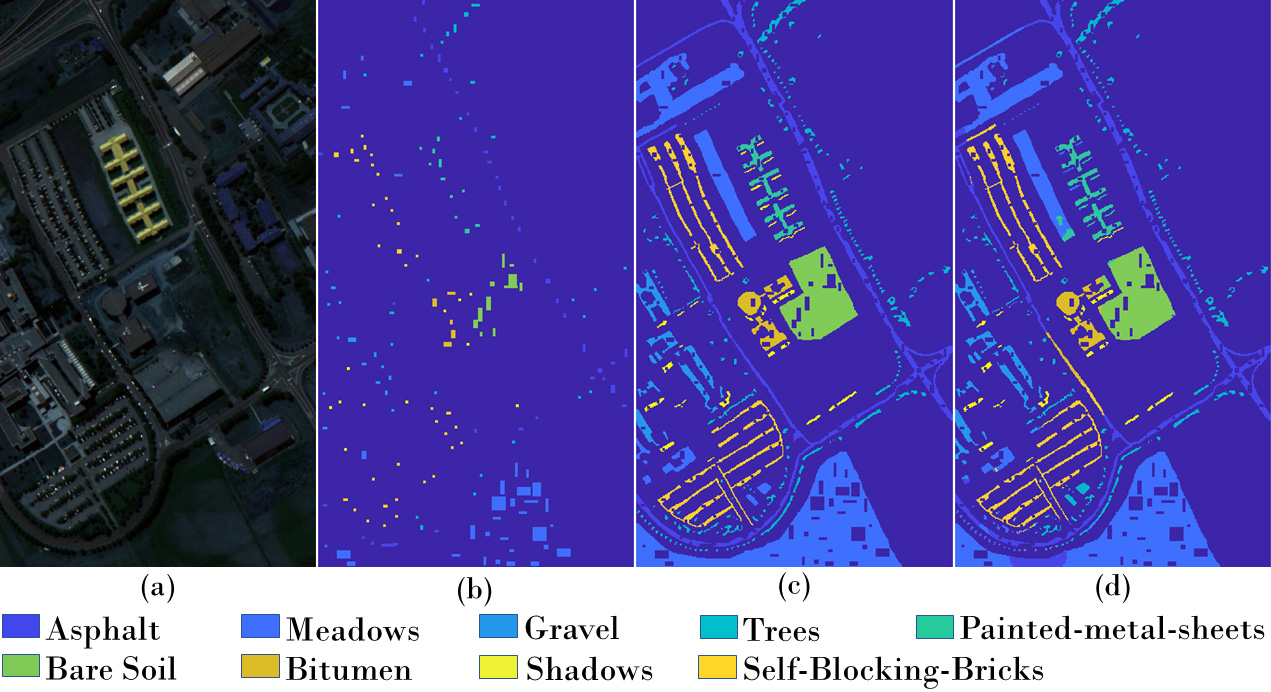 (a) (b) (c) (d)
Asphalt Meadows Gravel Trees Painted-metal-sheets
Bare Soil Bitumen Shadows Self-Blocking-Bricks